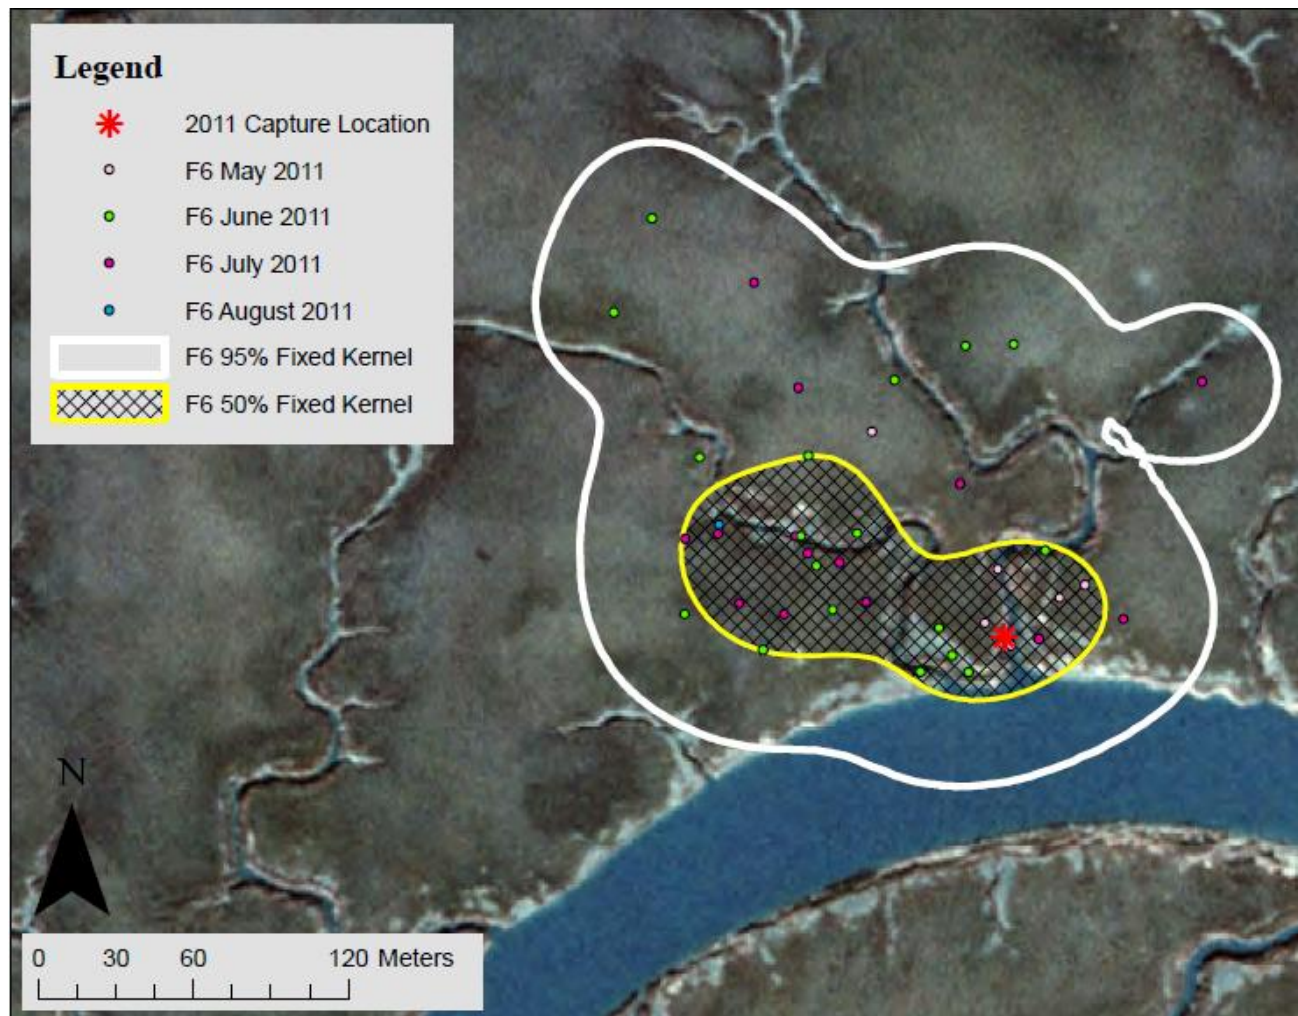 Legend
2011 Capture Location
F6 May 2011
F6 June 2011
F6 July 2011
F6 August 2011
F6 95% Fixed Kernel
F6 50% Fixed Kernel
N
0 30 60 120 Meters